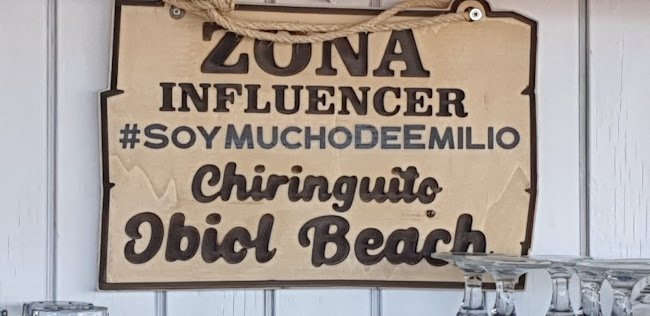 ZONA
INFLUENCER
#SOYMUCHODEEMILIO
Chiringuito
Obiol Beach